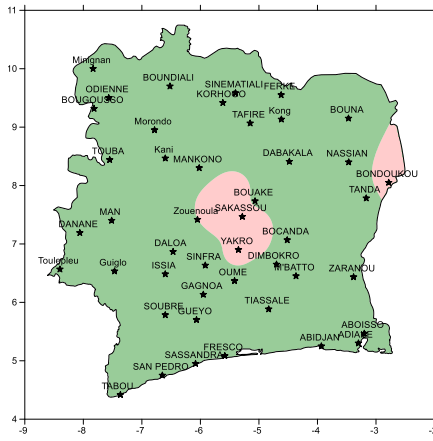 11
Minignan
10
BOUNDIALI
SINEMATIALI
FERKE
ODIENNE
KORHOGO
BOUGOUSSO
TAFIRE
Kong
BOUNA
9
Morondo
TOUBA
Kani
MANKONO
DABAKALA
NASSIAN
BONDOUKOU
8
BOUAKE
TANDA
MAN
Zouenoula
SAKASSOU
DANANE
BOCANDA
7
DALOA
YAKRO
Toulepleu
Guiglo
ISSIA
SINFRA
DIMBOKRO
M'BATTO
ZARANOU
OUME
GAGNOA
6
SOUBRE
GUEYO
TIASSALE
ABOISSO
ABIDJAN
ADIAKE
FRESCO
SASSANDRA
5
SAN PEDRO
TABOU
4
-9 -8 -7 -6 -5 -4 -3